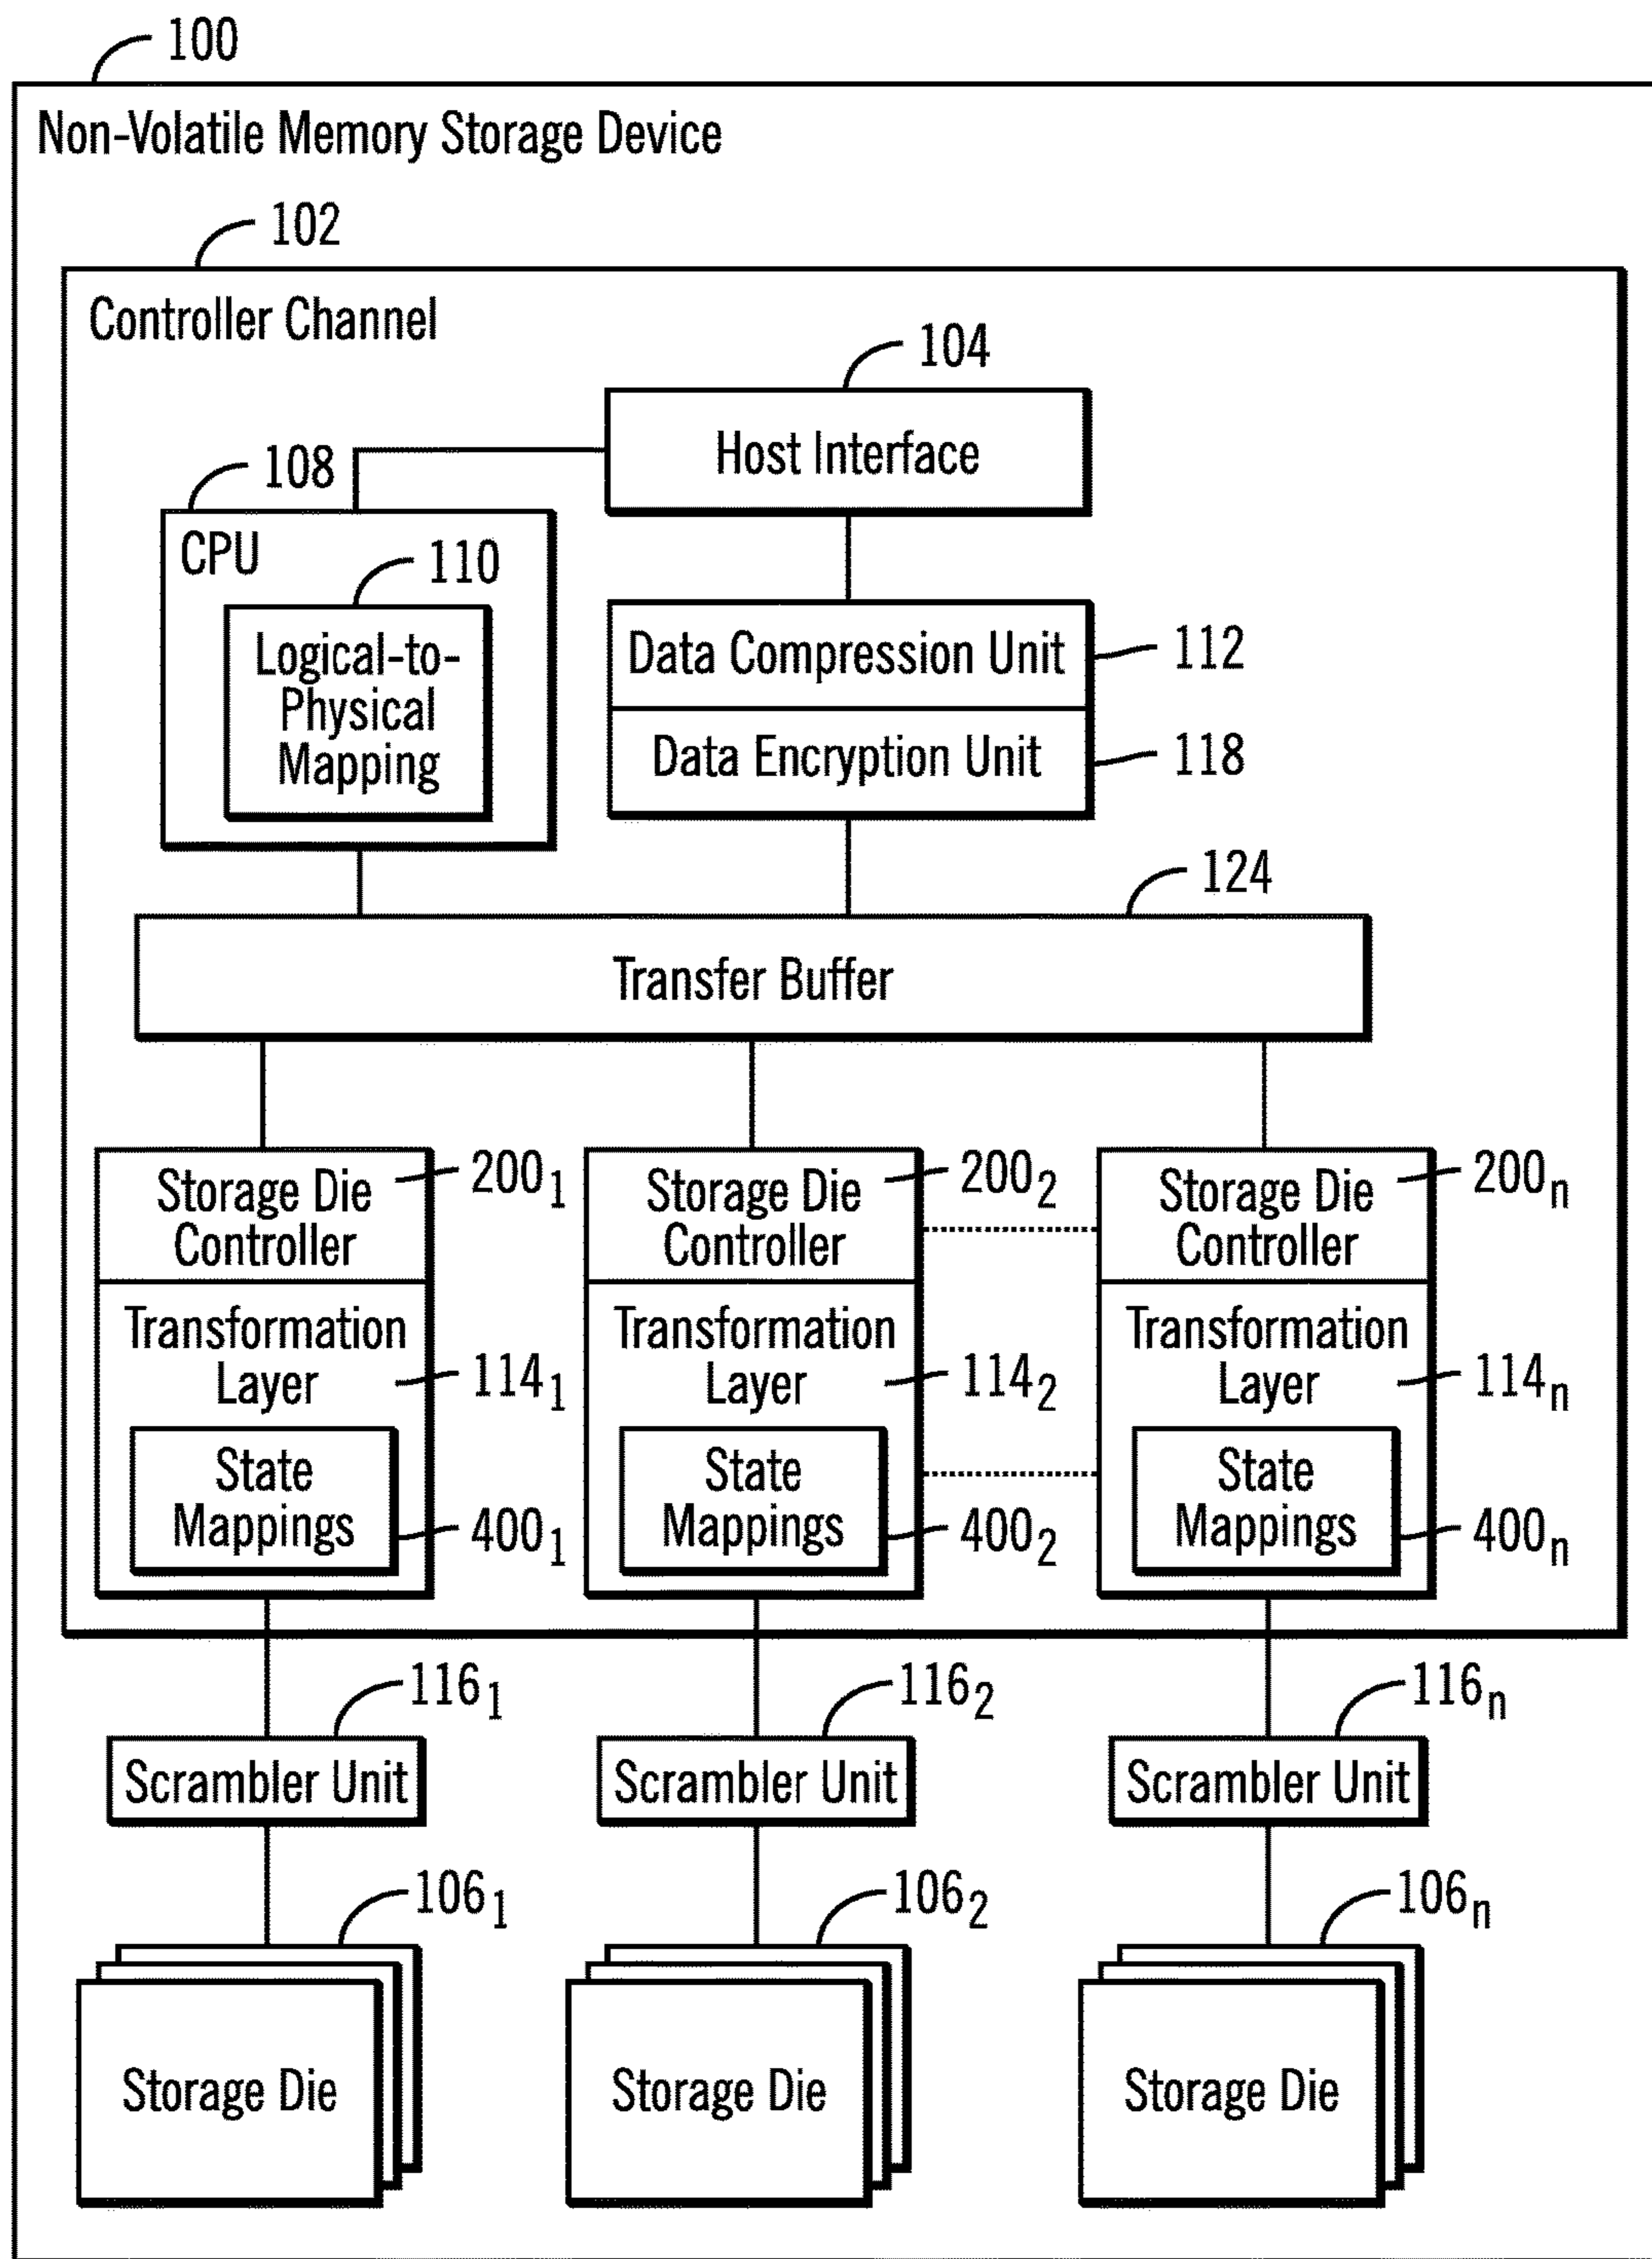 100
Non-Volatile Memory Storage Device
102
Controller Channel
104
Host Interface
108
CPU
110
Logical-to-
Physical
Mapping
Data Compression Unit
112
Data Encryption Unit
118
124
Transfer Buffer
Storage Die
Controller
200₁
Transformation
Layer
114₁
State
Mappings
400₁
Storage Die
Controller
200₂
Transformation
Layer
114₂
State
Mappings
400₂
Storage Die
Controller
200ₙ
Transformation
Layer
114ₙ
State
Mappings
400ₙ
116₁
Scrambler Unit
116₂
Scrambler Unit
116ₙ
Scrambler Unit
106₁
Storage Die
106₂
Storage Die
106ₙ
Storage Die